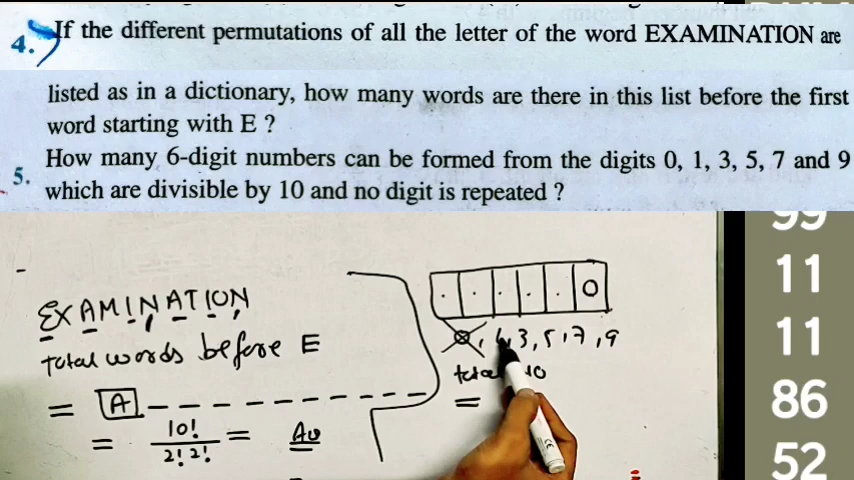 4. If the different permutations of all the letter of the word EXAMINATION are
listed as in a dictionary, how many words are there in this list before the first
word starting with E ?
5. How many 6-digit numbers can be formed from the digits 0, 1, 3, 5, 7 and 9
which are divisible by 10 and no digit is repeated ?
EXAMINATION
total words before E
= A
= 10! / 2! 2! = Au
0
0, 1, 3, 5, 7, 9
=
11
11
86
52